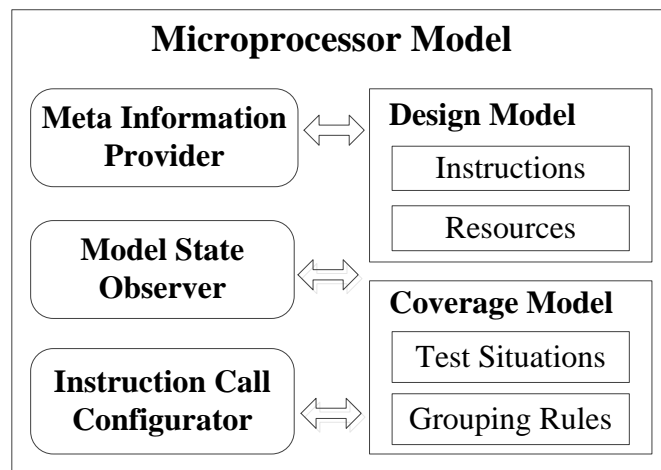 Microprocessor Model
Meta Information
Provider
Design Model
Instructions
Resources
Model State
Observer
Coverage Model
Test Situations
Grouping Rules
Instruction Call
Configurator